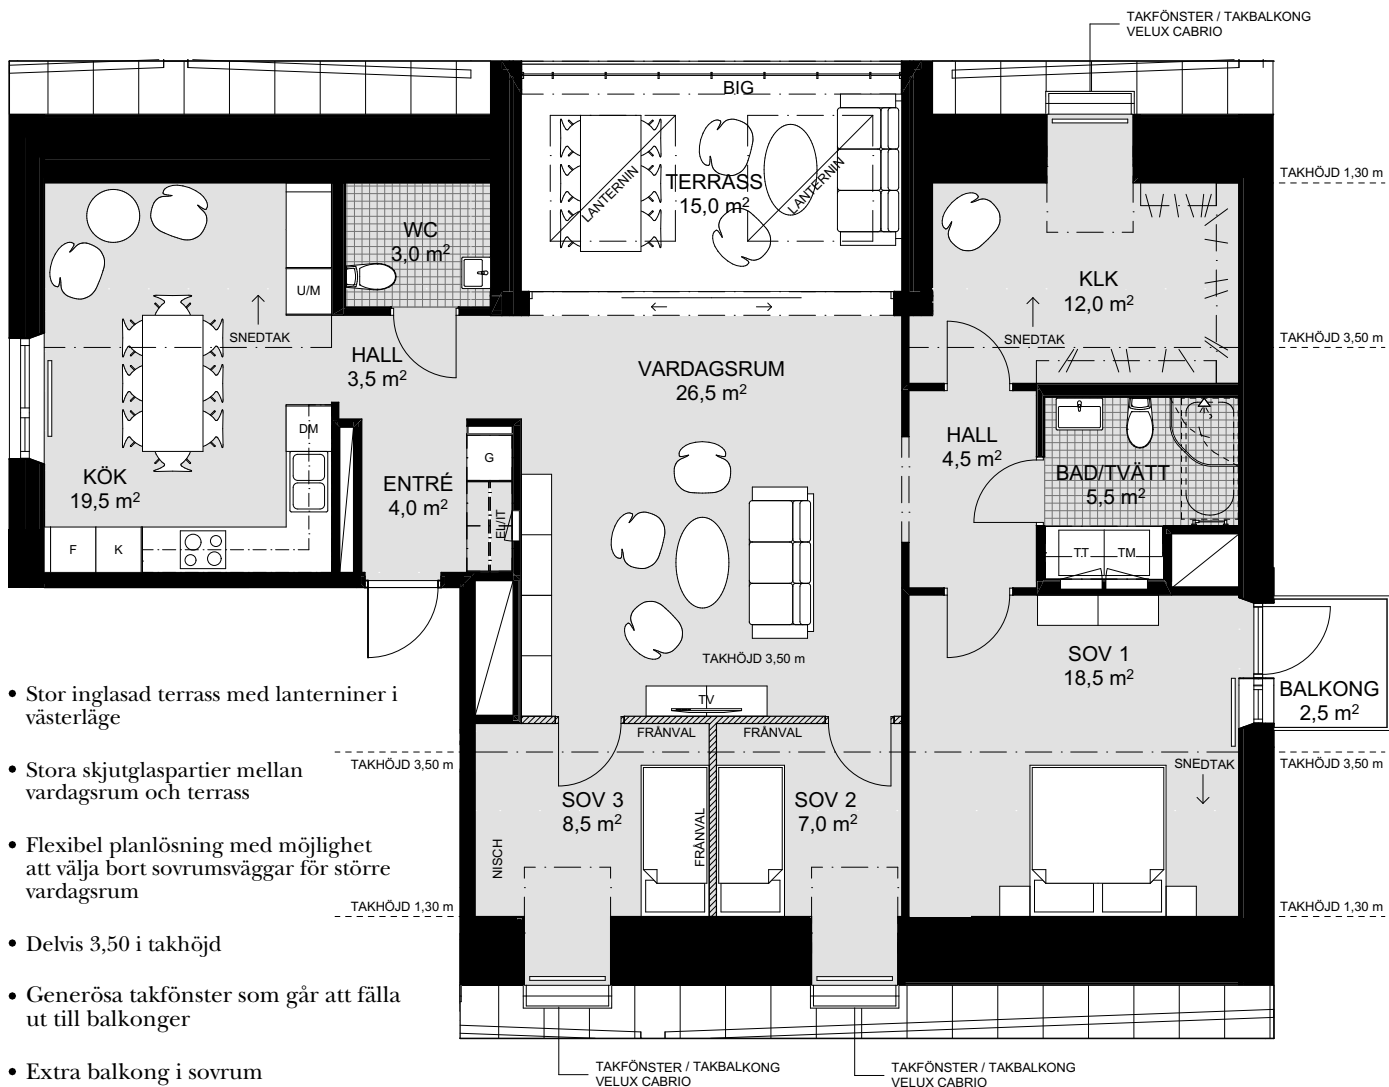 TAKFÖNSTER / TAKBALKONG
VELUX CABRIO
BIG
LANTERNIN
TERRASS
15,0 m²
LANTERNIN
TAKHÖJD 1,30 m
WC
3,0 m²
U/M
SNEDTAK
KLK
12,0 m²
SNEDTAK
TAKHÖJD 3,50 m
HALL
3,5 m²
VARDAGSRUM
26,5 m²
DM
KÖK
19,5 m²
ENTRÉ
4,0 m²
G
EL/IT
HALL
4,5 m²
BAD/TVÄTT
5,5 m²
F
K
TT
TM
TAKHÖJD 3,50 m
SOV 1
18,5 m²
BALKONG
2,5 m²
TV
FRÅNVAL
FRÅNVAL
TAKHÖJD 3,50 m
SNEDTAK
TAKHÖJD 3,50 m
SOV 3
8,5 m²
SOV 2
7,0 m²
NISCH
FRÅNVAL
TAKHÖJD 1,30 m
TAKHÖJD 1,30 m
• Stor inglasad terrass med lanterniner i
västerläge
• Stora skjutglaspartier mellan
vardagsrum och terrass
• Flexibel planlösning med möjlighet
att välja bort sovrumsväggar för större
vardagsrum
• Delvis 3,50 i takhöjd
• Generösa takfönster som går att fälla
ut till balkonger
• Extra balkong i sovrum
TAKFÖNSTER / TAKBALKONG
VELUX CABRIO
TAKFÖNSTER / TAKBALKONG
VELUX CABRIO